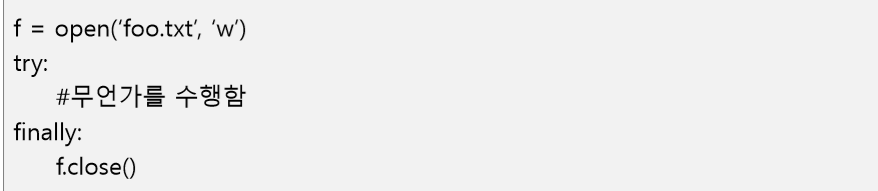 f = open(‘foo.txt’, ‘w’)
try:
    #무언가를 수행함
finally:
    f.close()